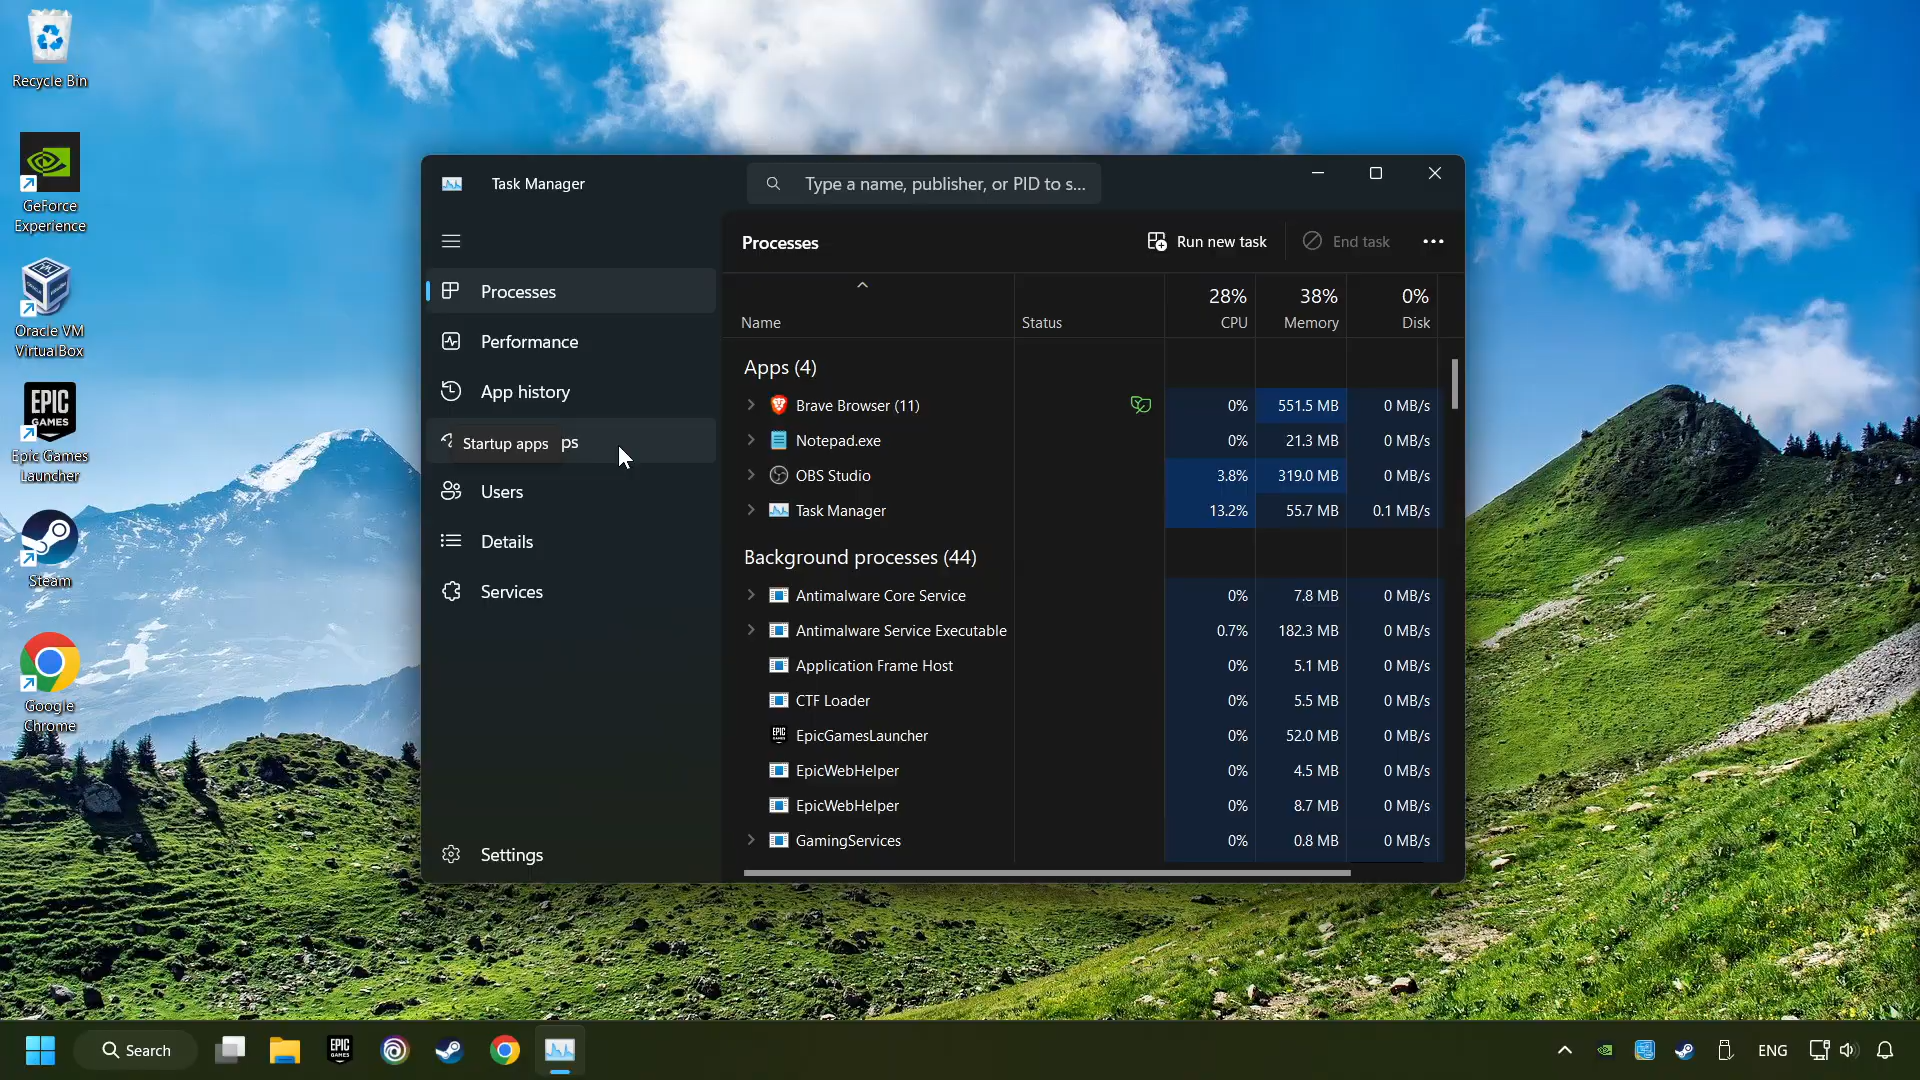 Recycle Bin
GeForce
Experience
Oracle VM
VirtualBox
EPIC
GAMES
Epic Games
Launcher
Steam
Google
Chrome
Task Manager
Type a name, publisher, or PID to s...
Processes
Performance
App history
Startup apps
ps
Users
Details
Services
Settings
Processes
Run new task
End task
Name
Status
28%
CPU
38%
Memory
0%
Disk
Apps (4)
Brave Browser (11) 0% 551.5 MB 0 MB/s
Notepad.exe 0% 21.3 MB 0 MB/s
OBS Studio 3.8% 319.0 MB 0 MB/s
Task Manager 13.2% 55.7 MB 0.1 MB/s
Background processes (44)
Antimalware Core Service 0% 7.8 MB 0 MB/s
Antimalware Service Executable 0.7% 182.3 MB 0 MB/s
Application Frame Host 0% 5.1 MB 0 MB/s
CTF Loader 0% 5.5 MB 0 MB/s
EpicGamesLauncher 0% 52.0 MB 0 MB/s
EpicWebHelper 0% 4.5 MB 0 MB/s
EpicWebHelper 0% 8.7 MB 0 MB/s
GamingServices 0% 0.8 MB 0 MB/s
Search
EPIC
GAMES
ENG